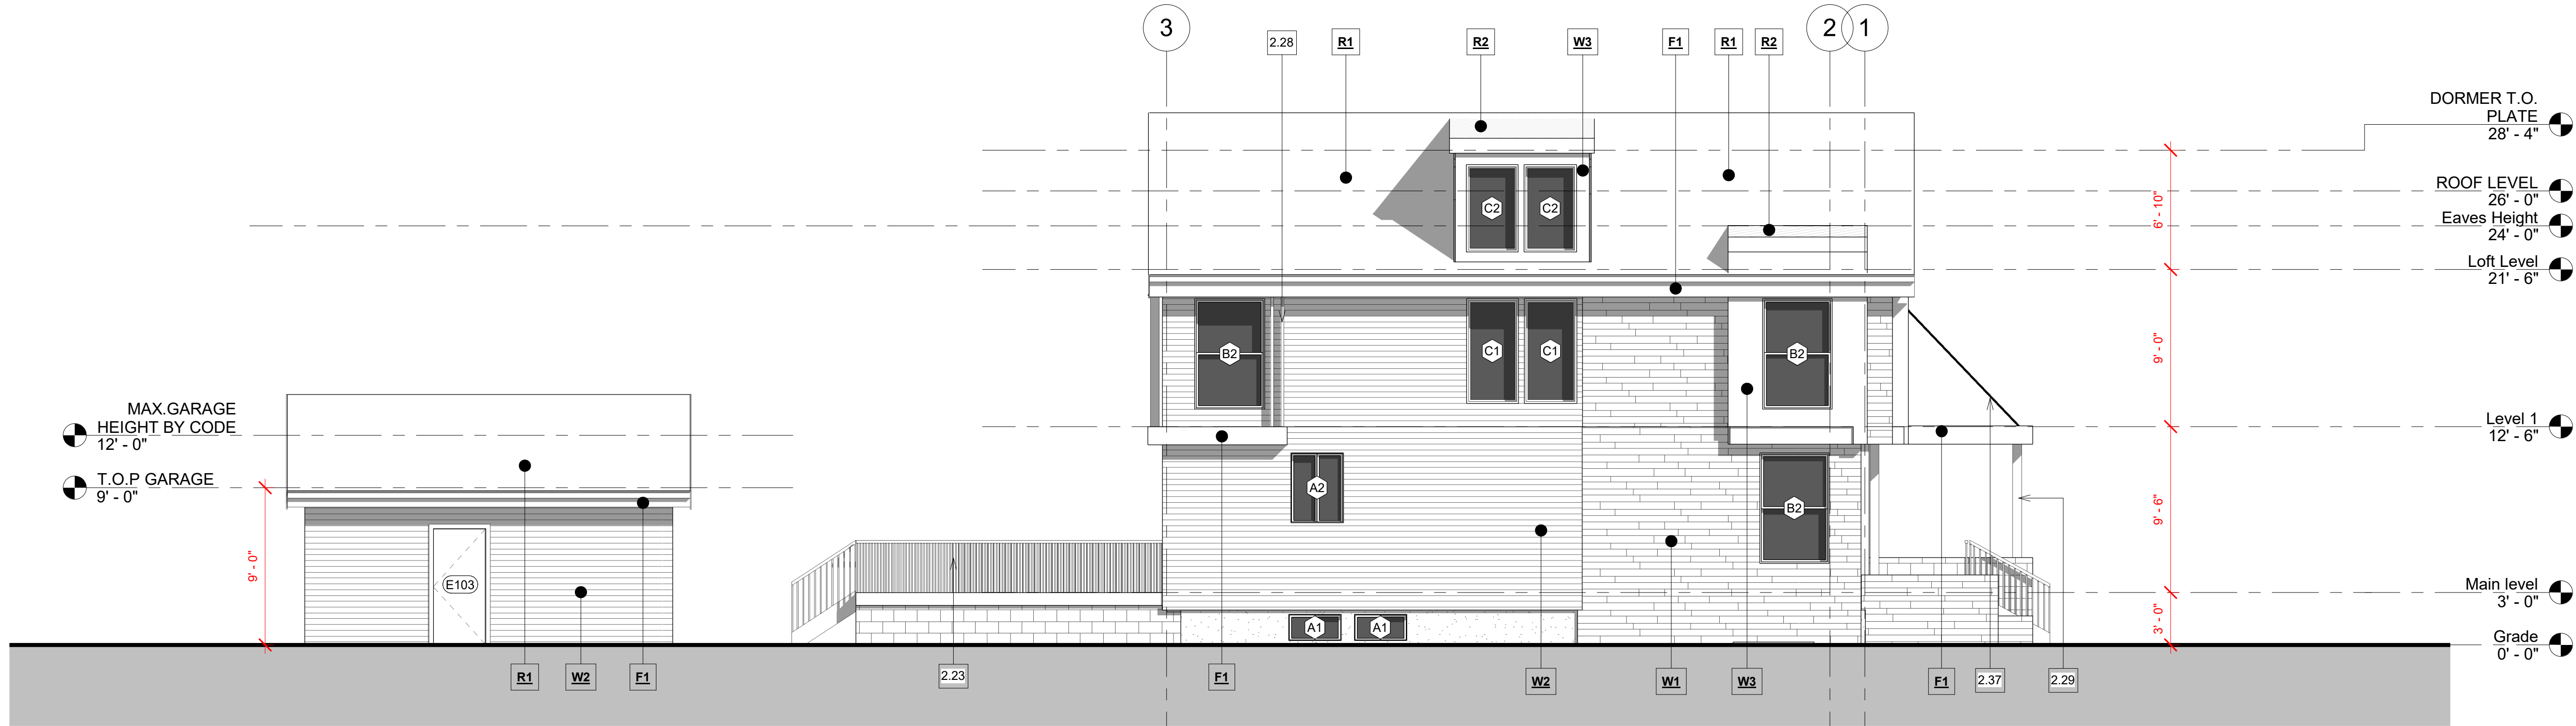 3
2
1
2.28
R1
R2
W3
F1
R1
R2
DORMER T.O.
PLATE
28' - 4"
ROOF LEVEL
26' - 0"
Eaves Height
24' - 0"
Loft Level
21' - 6"
6' - 10"
C2
C2
B2
C1
C1
B2
9' - 0"
MAX.GARAGE
HEIGHT BY CODE
12' - 0"
Level 1
12' - 6"
T.O.P GARAGE
9' - 0"
A2
B2
9' - 6"
9' - 0"
E103
Main level
3' - 0"
3' - 0"
A1
A1
Grade
0' - 0"
R1
W2
F1
2.23
F1
W2
W1
W3
F1
2.37
2.29